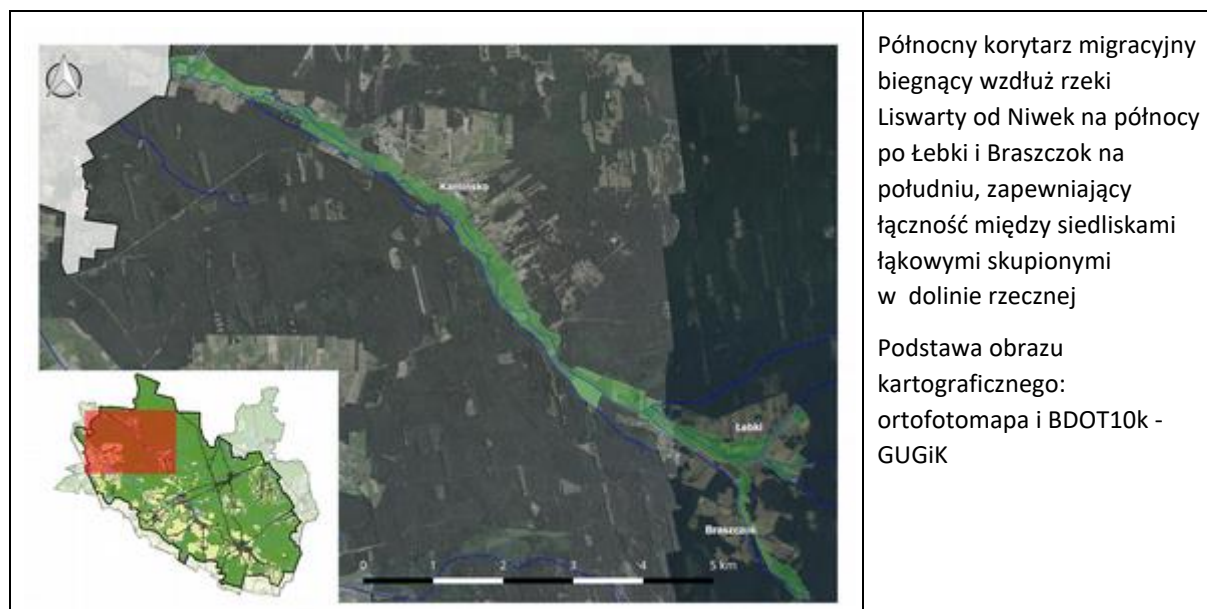 Kamińsko
Łebki
Braszczok
0 1 2 3 4 5 km
Północny korytarz migracyjny
biegnący wzdłuż rzeki
Liswarty od Niwek na północy
po Łebki i Braszczok na
południu, zapewniający
łączność między siedliskami
łąkowymi skupionymi
w dolinie rzecznej
Podstawa obrazu
kartograficznego:
ortofotomapa i BDOT10k -
GUGiK